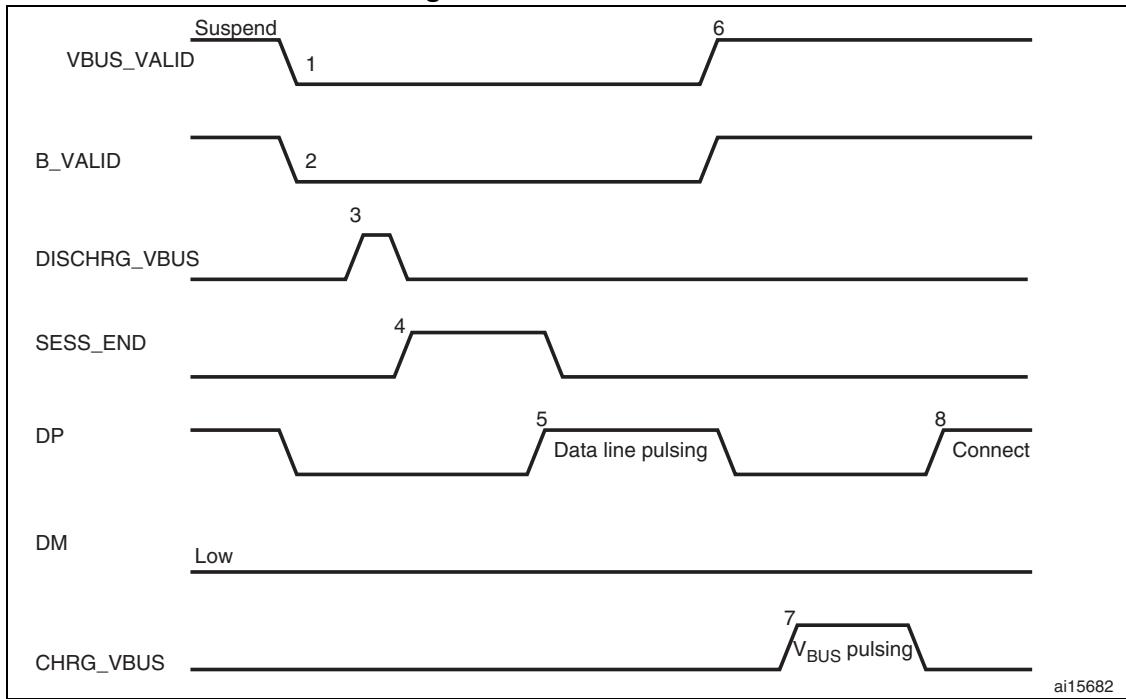 Suspend
6
VBUS_VALID
1
B_VALID
2
3
DISCHRG_VBUS
4
SESS_END
5
8
DP
Data line pulsing
Connect
DM
Low
7
VBUS pulsing
CHRG_VBUS
ai15682